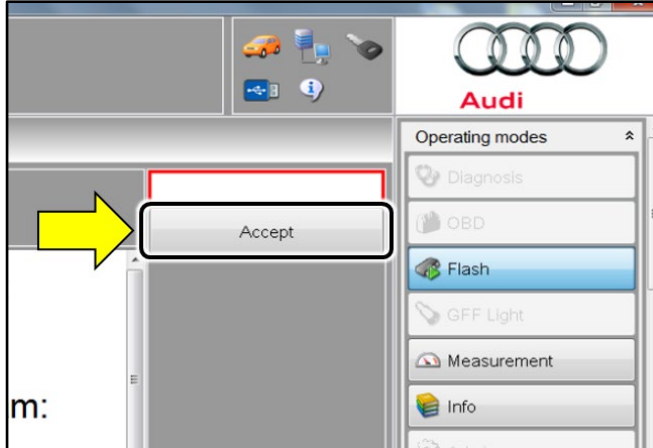 Audi
Operating modes
Diagnosis
OBD
Accept
Flash
GFF Light
Measurement
m:
Info